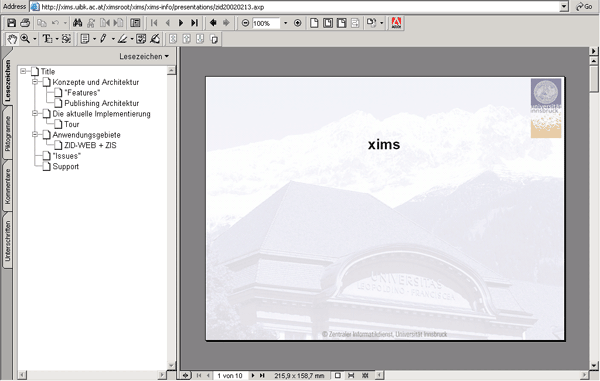 Address http://xims.uibk.ac.at/ximsroot/xims/xims-info/presentations/zid20020213.axp Go
100%
Lesezeichen
Lesezeichen
Piktogramme
Kommentare
Unterschriften
Title
Konzepte und Architektur
"Features"
Publishing Architektur
Die aktuelle Implementierung
Tour
Anwendungsgebiete
ZID-WEB + ZIS
"Issues"
Support
universität
innsbruck
xims
© Zentraler Informatikdienst, Universität Innsbruck
1 von 10
215,9 x 158,7 mm